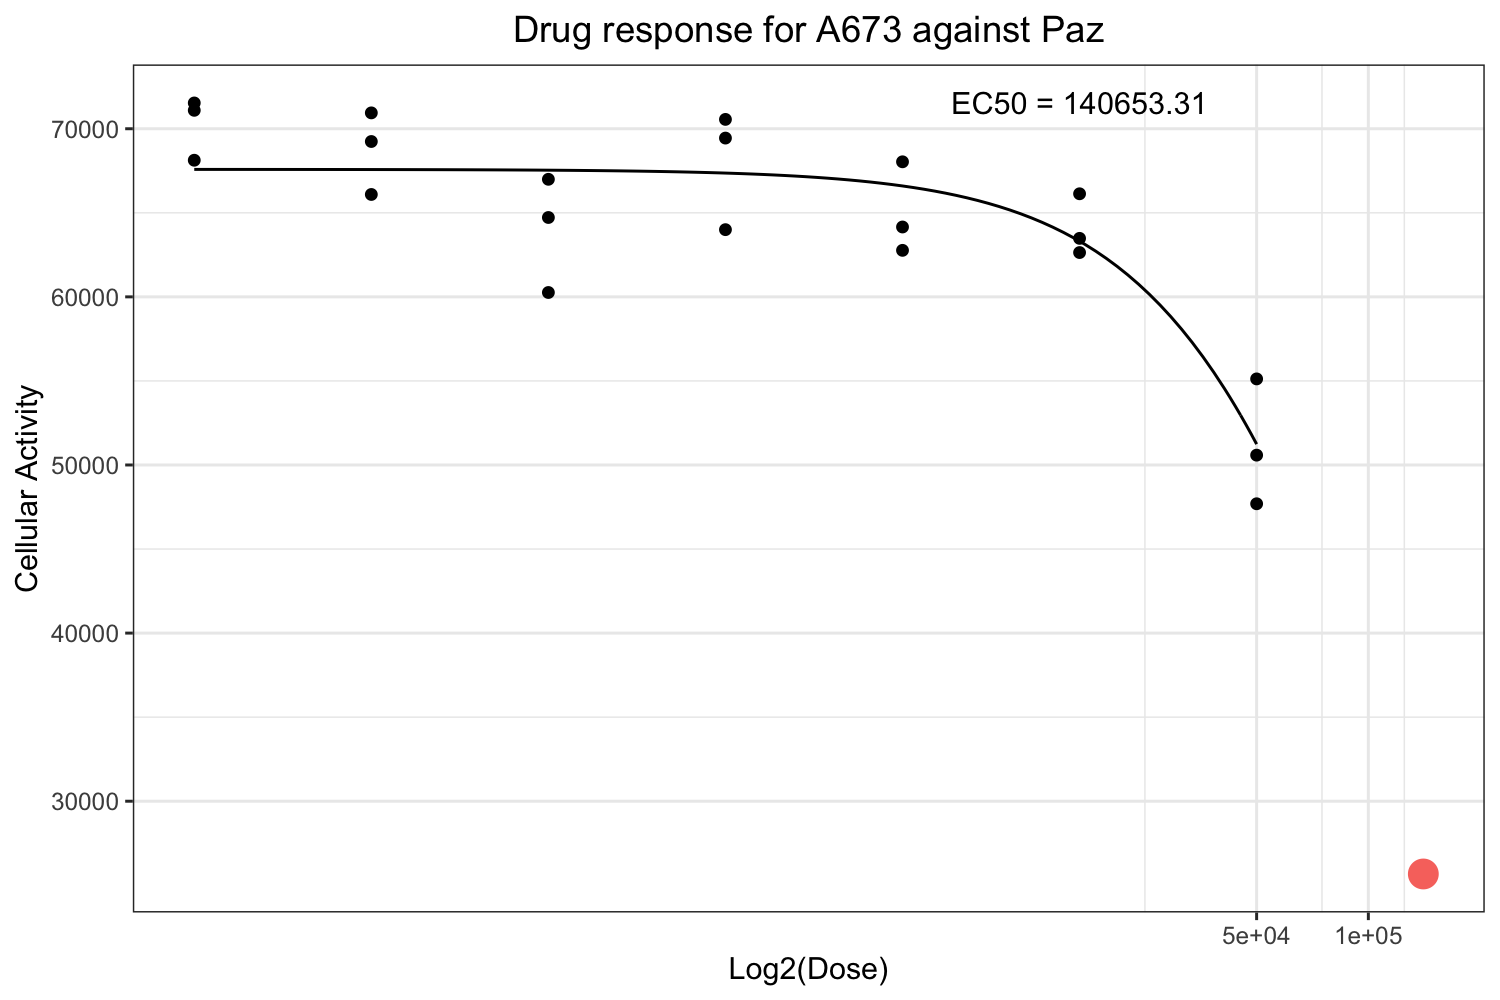 Drug response for A673 against Paz
EC50 = 140653.31
70000
60000
50000
40000
30000
Cellular Activity
5e+04 1e+05
Log2(Dose)